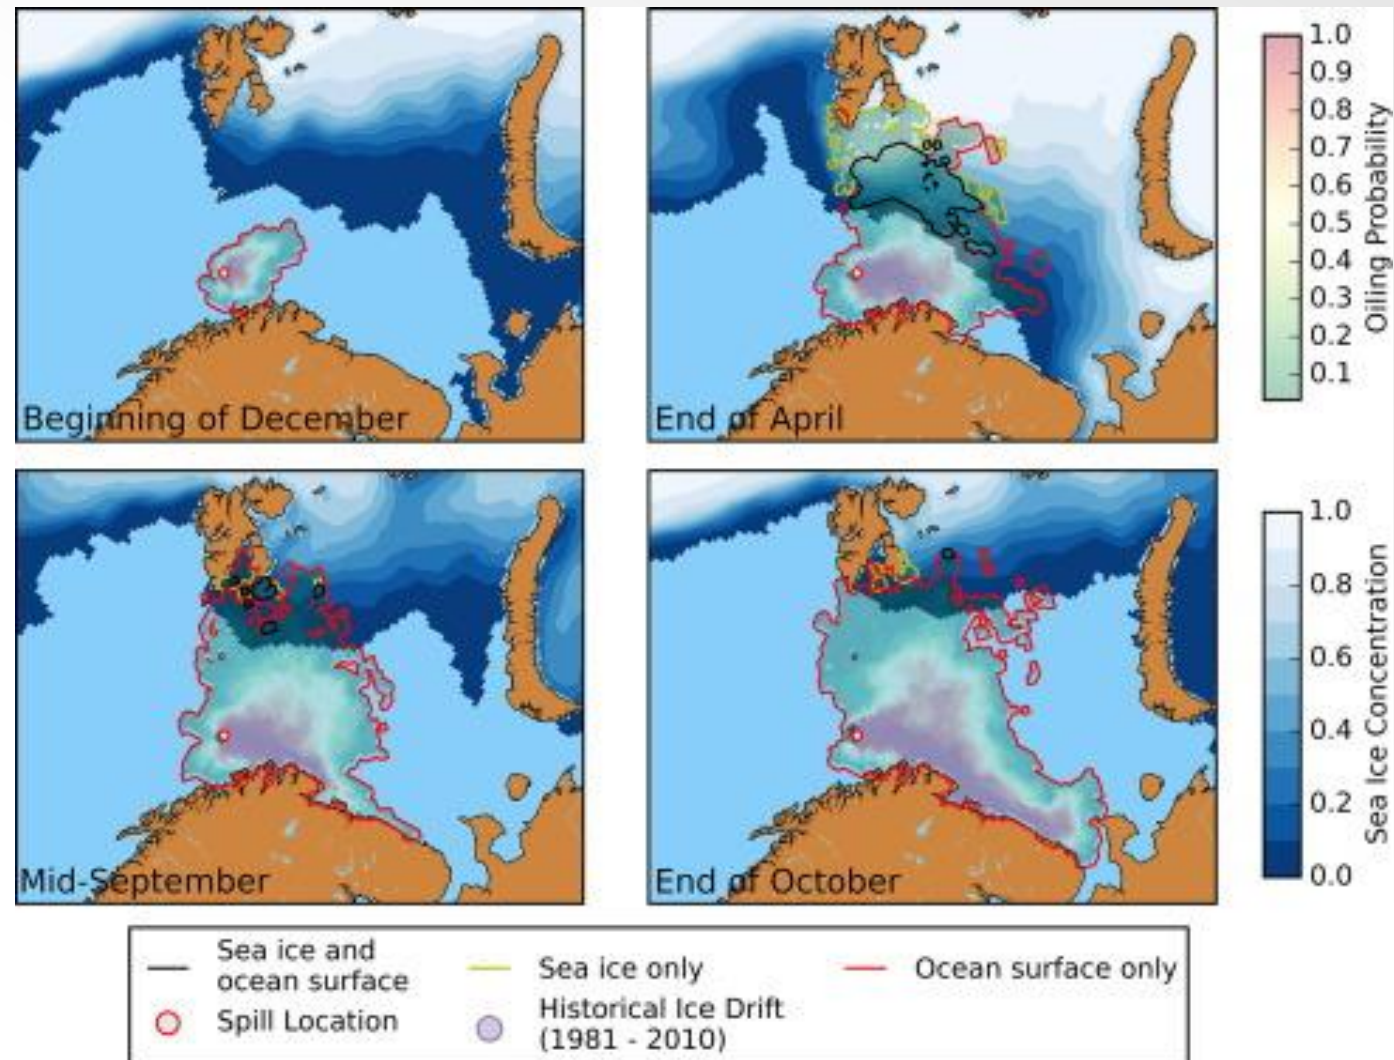 Beginning of December
End of April
1.0
0.9
0.8
0.7
0.6
0.5
0.4
0.3
0.2
0.1
Oiling Probability
Mid-September
End of October
1.0
0.8
0.6
0.4
0.2
0.0
Sea Ice Concentration
Sea ice and
ocean surface
Sea ice only
Ocean surface only
Spill Location
Historical Ice Drift
(1981 - 2010)